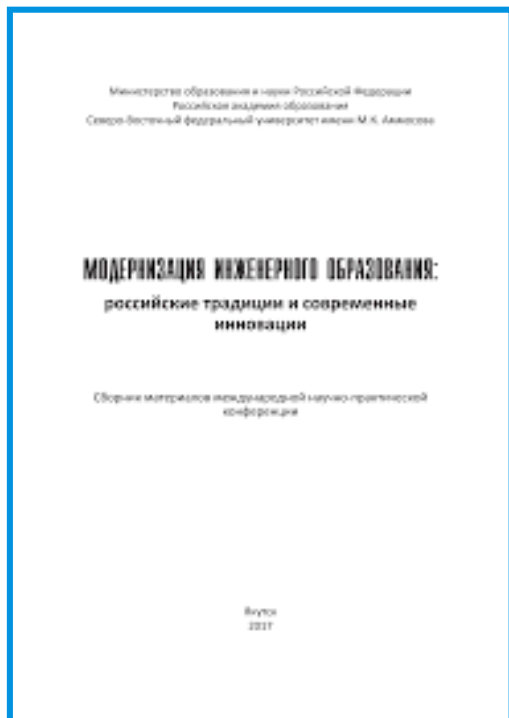 Министерство образования и науки Российской Федерации
Российская академия образования
Северо-Восточный федеральный университет имени М.К. Аммосова
МОДЕРНИЗАЦИЯ ИНЖЕНЕРНОГО ОБРАЗОВАНИЯ:
российские традиции и современные
инновации
Сборник материалов международной научно-практической
конференции
Якутск
2017